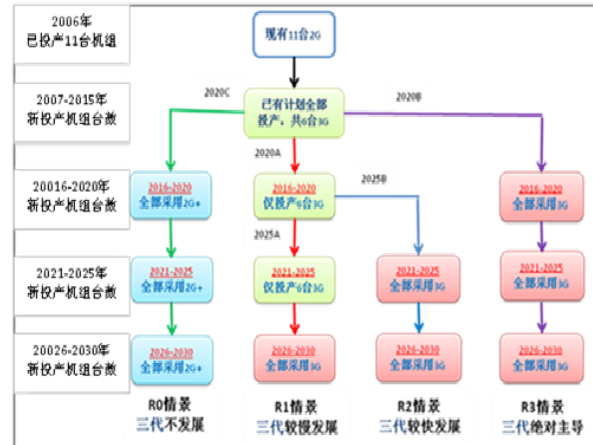 2006年
已投产11台机组
现有11台2G
2020C
2020B
2007-2015年
新投产机组台数
已有计划全部
投产：共6台3G
2020A
20016-2020年
新投产机组台数
2016-2020
全部采用2G+
2016-2020
仅投产6台3G
2025B
2016-2020
全部采用3G
2025A
2021-2025年
新投产机组台数
2021-2025
全部采用2G+
2021-2025
仅投产6台3G
2021-2025
全部采用3G
2021-2025
全部采用3G
20026-2030年
新投产机组台数
2026-2030
全部采用2G+
2026-2030
全部采用3G
2026-2030
全部采用3G
2026-2030
全部采用3G
R0情景
三代不发展
R1情景
三代较慢发展
R2情景
三代较快发展
R3情景
三代绝对主导